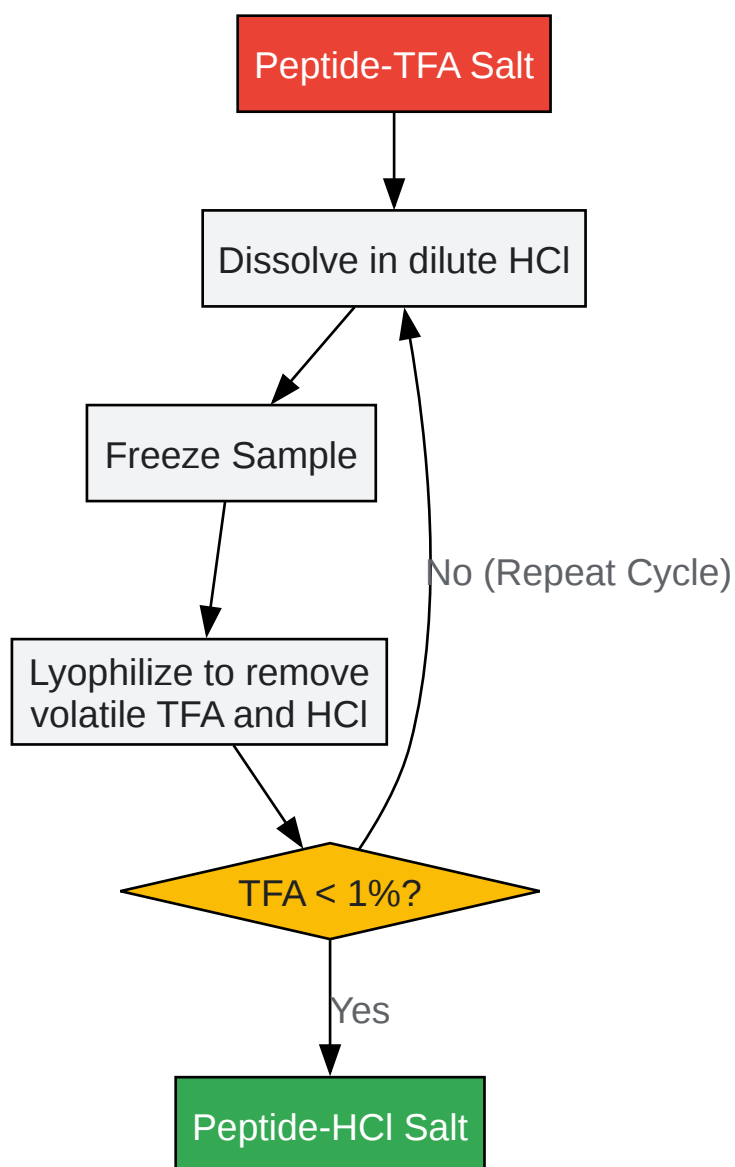 Peptide-TFA Salt
Dissolve in dilute HCl
Freeze Sample
No (Repeat Cycle)
Lyophilize to remove
volatile TFA and HCl
TFA < 1%?
Yes
Peptide-HCl Salt